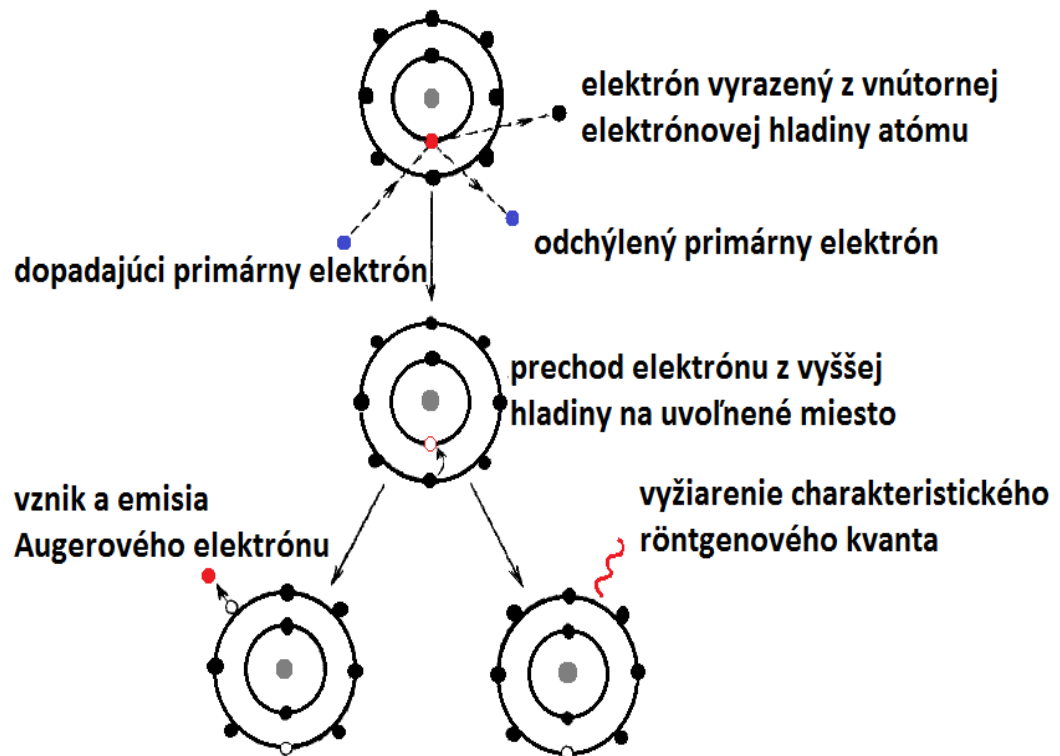 elektrón vyrazený z vnútornej
elektrónovej hladiny atómu
odchýlený primárny elektrón
dopadajúci primárny elektrón
prechod elektrónu z vyššej
hladiny na uvoľnené miesto
vznik a emisia
Augerového elektrónu
vyžiarenie charakteristického
röntgenového kvanta